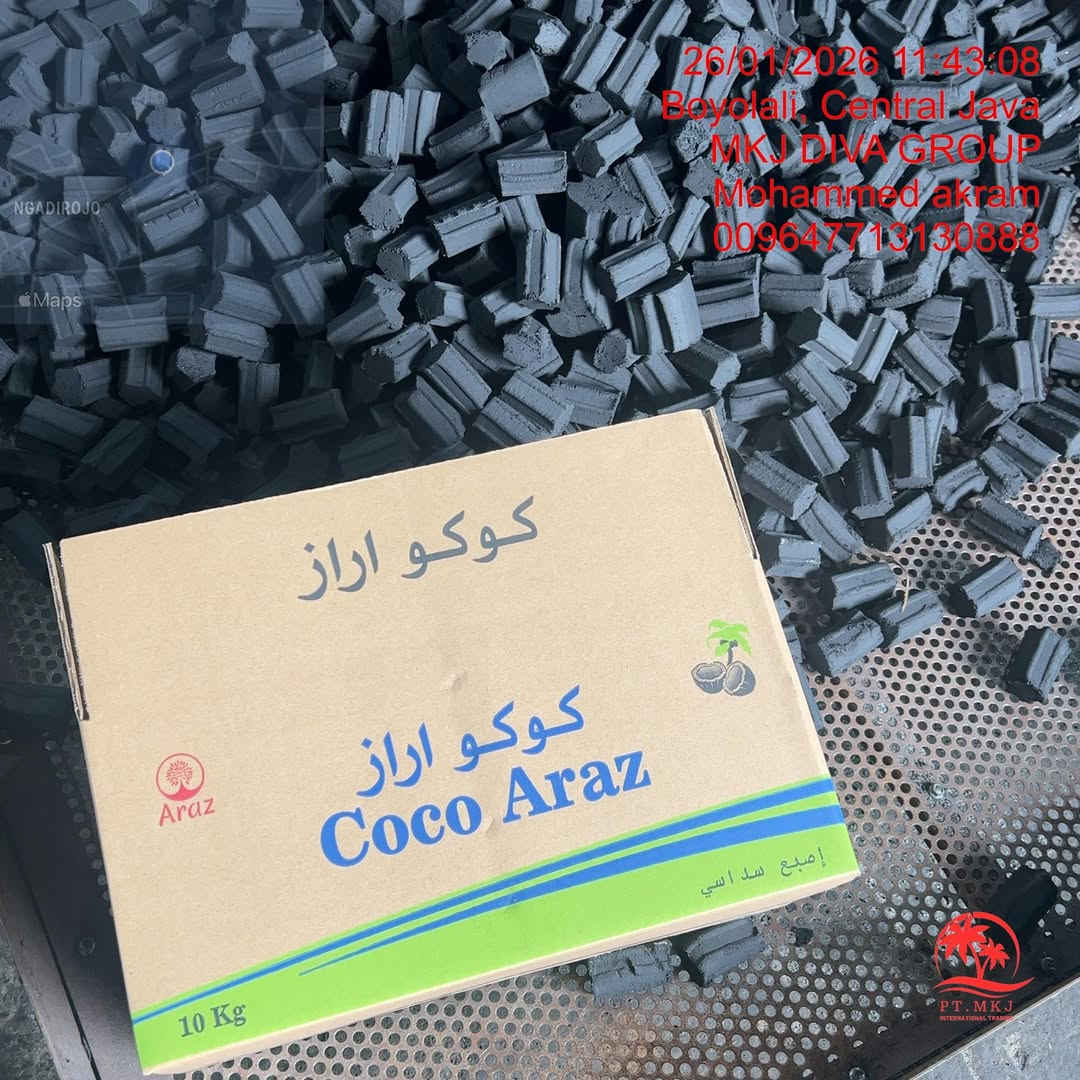 26/01/2026 11:43:08
Boyolali, Central Java
MKJ DIVA GROUP
Mohammed akram
009647713130888
NGADIROJO
Maps
كوكو اراز
كوكو اراز
Coco Araz
Araz
إصبع سداسي
10 Kg
PT.MKJ
INTERNATIONAL TRADING